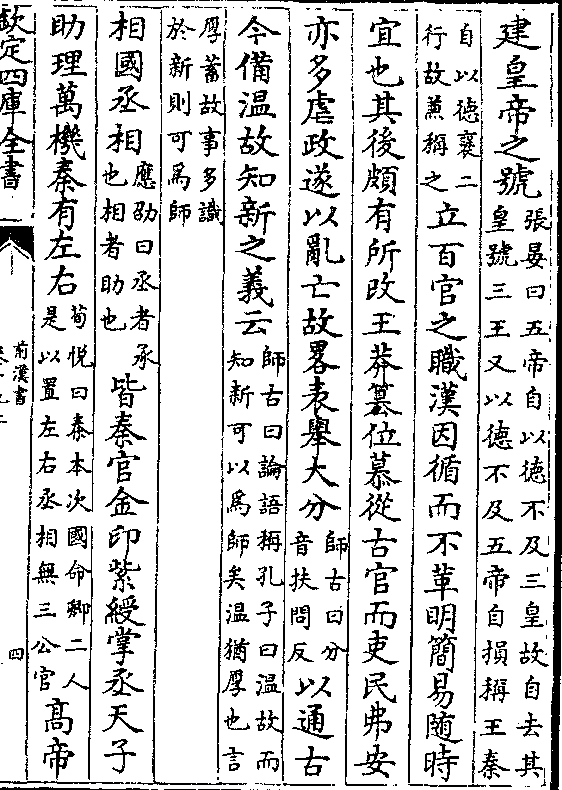 建皇帝之號張晏曰五帝自以徳不及三皇故自去其皇號三王又以徳不及五帝自損稱王秦
自以徳襃二行故兼稱之立百官之職漢因循而不革明簡易随時
宜也其後頗有所改王莽簒位慕從古官而吏民弗安
亦多虐政遂以亂亡故畧表舉大分師古曰分音扶問反以通古
今備温故知新之義云師古曰論語稱孔子曰温故而知新可以為師矣温猶厚也言
厚蓄故事多識於新則可為師
相國丞相應劭曰丞者承也相者助也皆秦官金印紫綬掌丞天子
助理萬機秦有左右荀悦曰秦本次國命卿二人是以置左右丞相無三公官髙帝
欽定四庫全書
前漢書
四